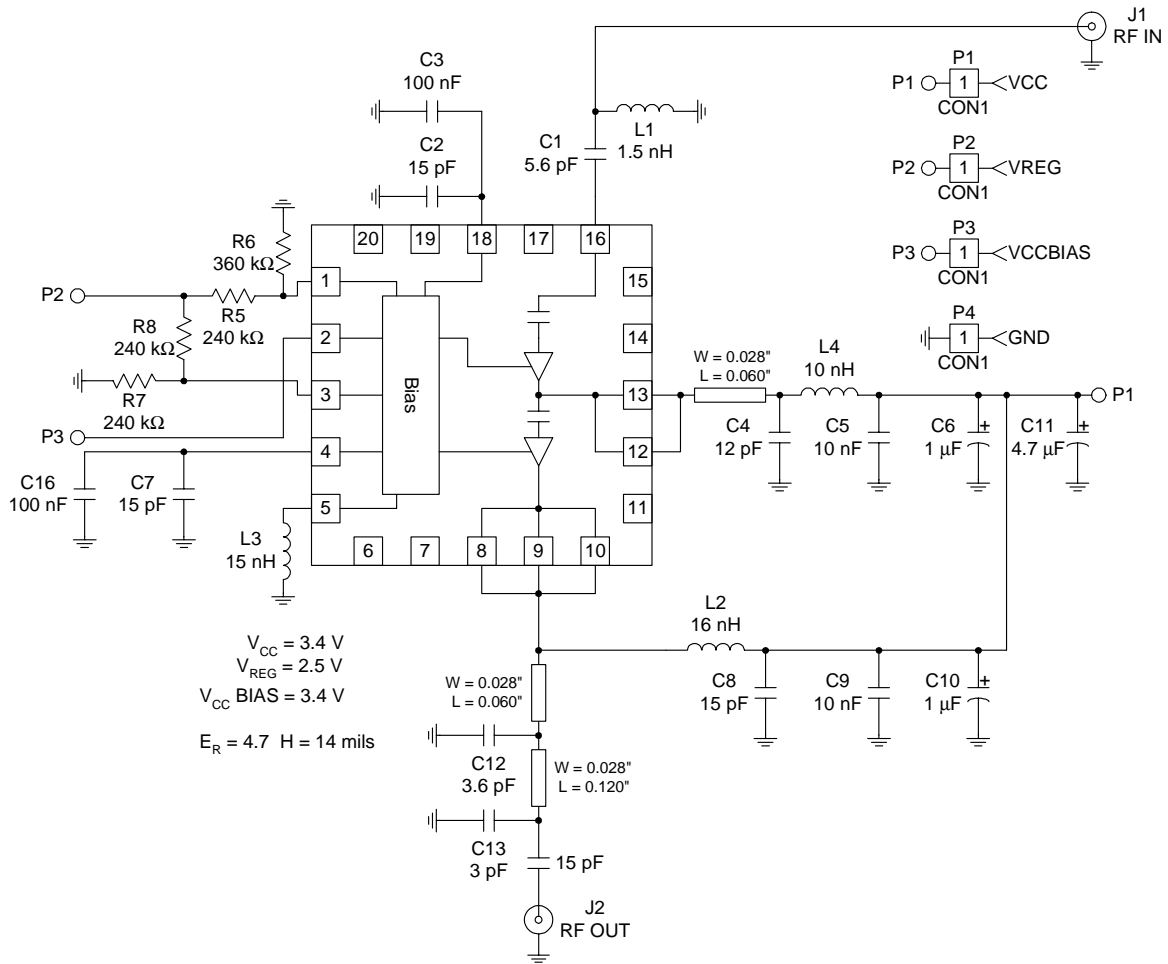 J1
RF IN
C3
100 nF
P1
P1
1
VCC
CON1
C1
5.6 pF
L1
1.5 nH
C2
15 pF
P2
P2
1
VREG
CON1
20
19
18
17
16
R6
360 kΩ
P3
P3
1
VCCBIAS
CON1
1
15
P2
R5
240 kΩ
R8
240 kΩ
2
14
P4
1
GND
CON1
W = 0.028"
L = 0.060"
L4
10 nH
Bias
3
13
P1
R7
240 kΩ
C4
12 pF
C5
10 nF
C6
1 µF
+
C11
4.7 µF
+
P3
4
12
C16
100 nF
C7
15 pF
5
11
L3
15 nH
6
7
8
9
10
L2
16 nH
VCC = 3.4 V
VREG = 2.5 V
VCC BIAS = 3.4 V
ER = 4.7 H = 14 mils
W = 0.028"
L = 0.060"
C8
15 pF
C9
10 nF
C10
1 µF
+
C12
3.6 pF
W = 0.028"
L = 0.120"
C13
3 pF
15 pF
J2
RF OUT